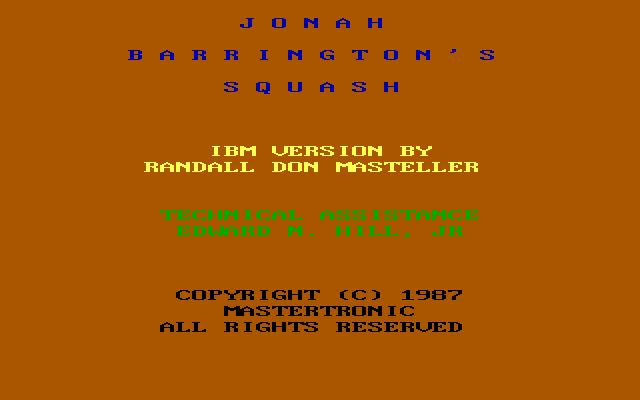 J O N A H
B A R R I N G T O N ' S
S Q U A S H
IBM VERSION BY
RANDALL DON MASTELLER
TECHNICAL ASSISTANCE
EDWARD N. HILL, JR
COPYRIGHT (C) 1987
MASTERTRONIC
ALL RIGHTS RESERVED